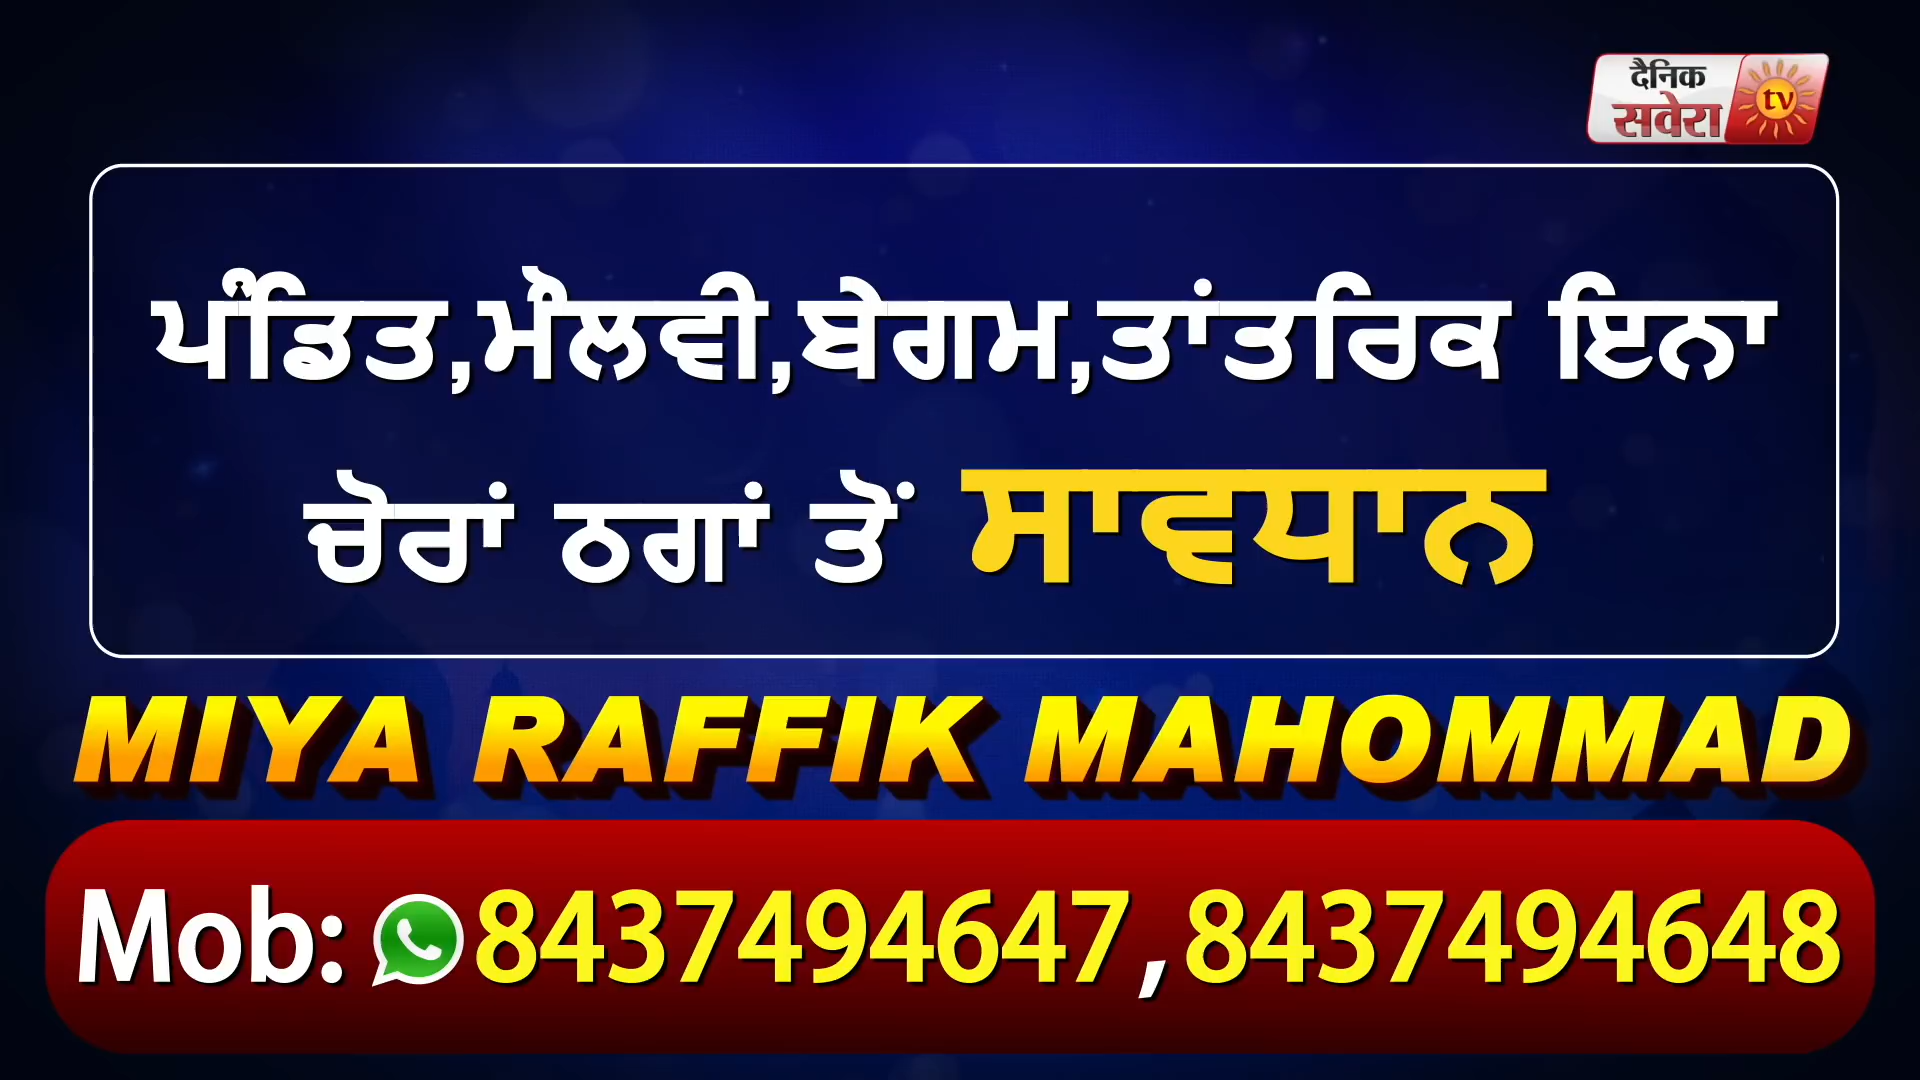 दैनिक
सवेरा tv
ਪੰਡਿਤ,ਮੌਲਵੀ,ਬੇਗਮ,ਤਾਂਤਰਿਕ ਇਨਾ
ਚੋਰਾਂ ਠਗਾਂ ਤੋਂ ਸਾਵਧਾਨ
MIYA RAFFIK MAHOMMAD
Mob: 8437494647, 8437494648